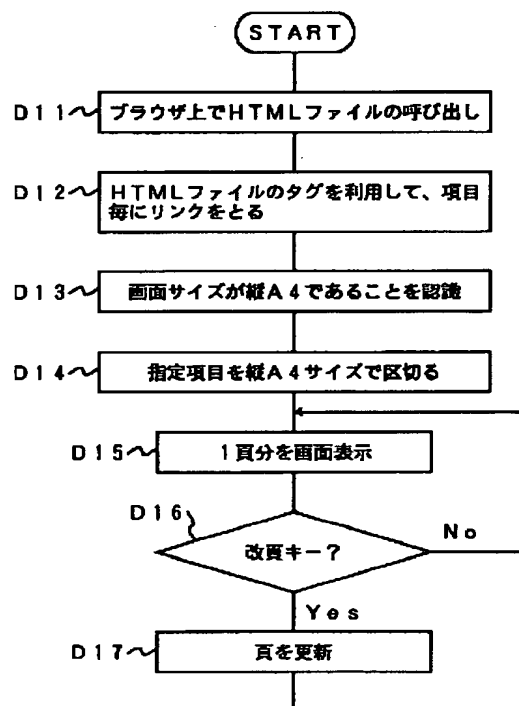 START
D11
ブラウザ上でHTMLファイルの呼び出し
D12
HTMLファイルのタグを利用して、項目
毎にリンクをとる
D13
画面サイズが縦A4であることを認識
D14
指定項目を縦A4サイズで区切る
D15
1頁分を画面表示
D16
改頁キー?
No
Yes
D17
頁を更新